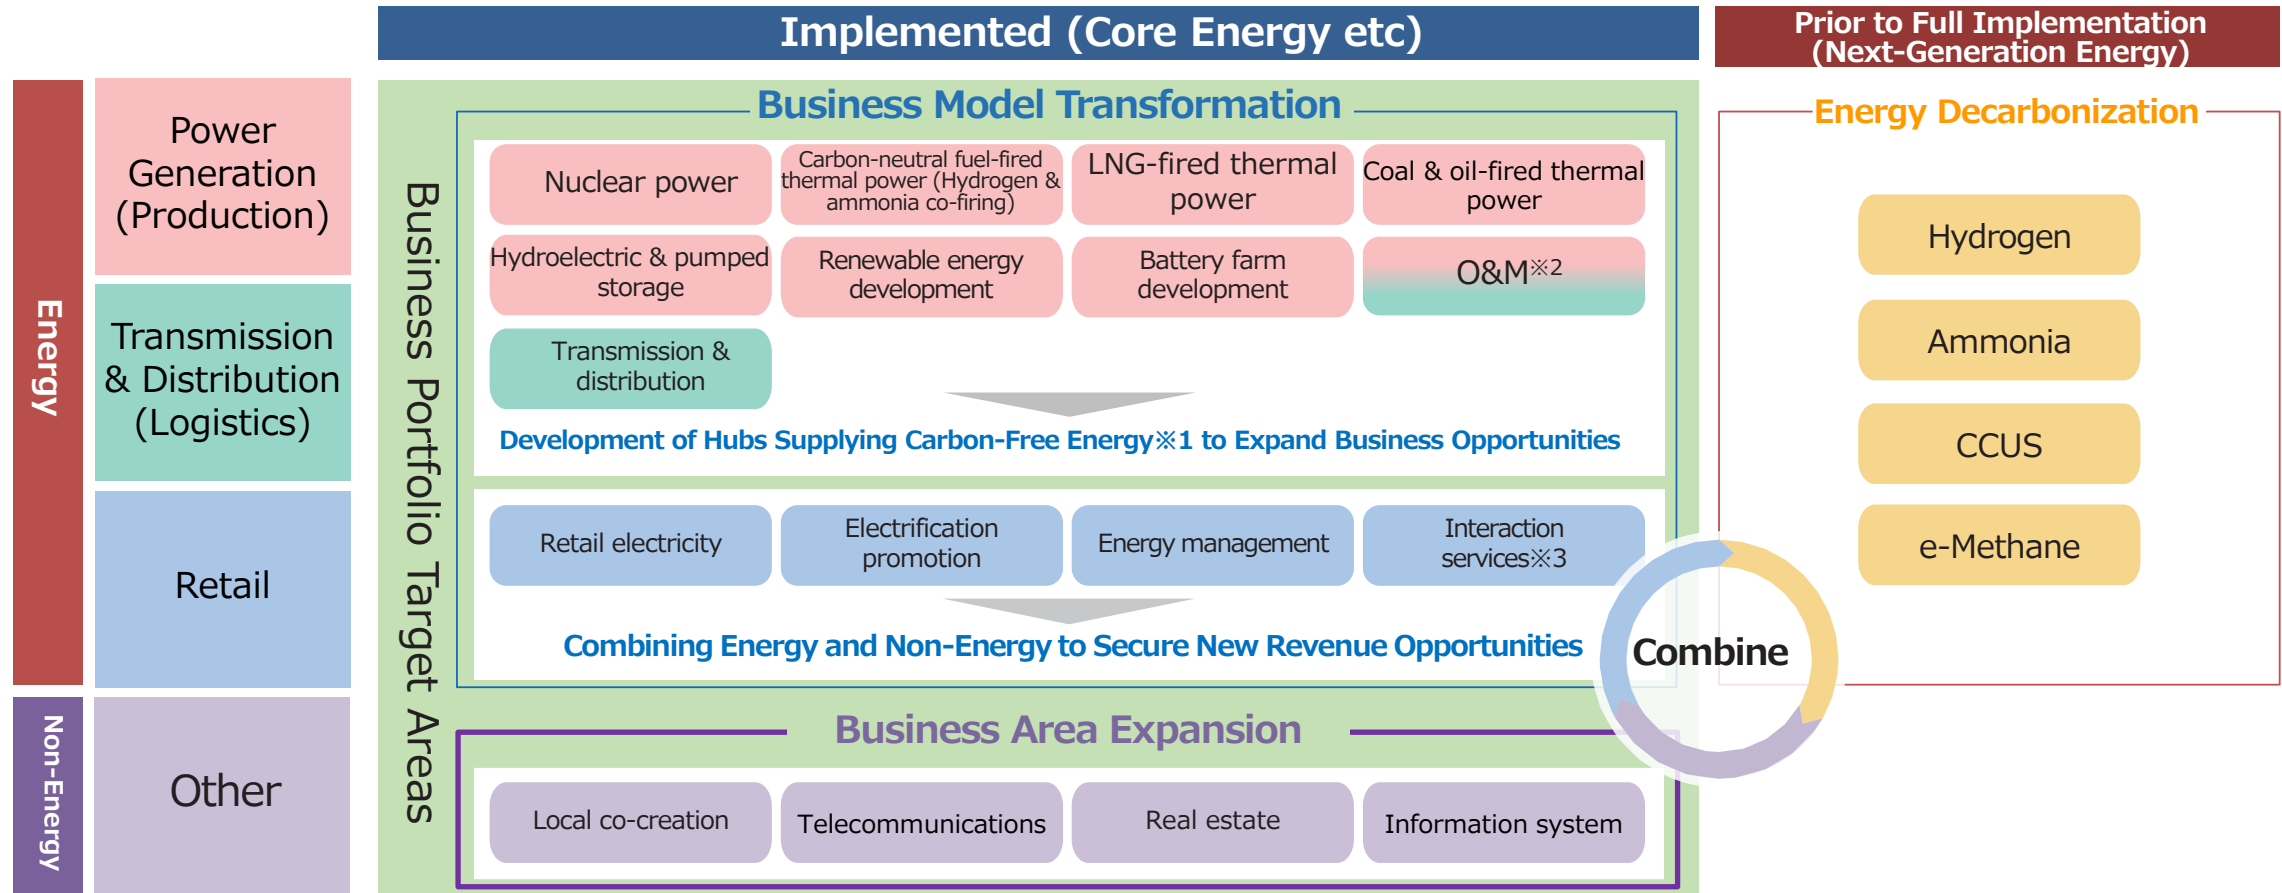 Implemented (Core Energy etc)
Prior to Full Implementation
(Next-Generation Energy)
Energy
Power
Generation
(Production)
Transmission
& Distribution
(Logistics)
Retail
Non-Energy
Other
Business Portfolio Target Areas
Business Model Transformation
Nuclear power
Carbon-neutral fuel-fired
thermal power (Hydrogen &
ammonia co-firing)
LNG-fired thermal
power
Coal & oil-fired thermal
power
Hydroelectric & pumped
storage
Renewable energy
development
Battery farm
development
O&M※2
Transmission &
distribution
Development of Hubs Supplying Carbon-Free Energy※1 to Expand Business Opportunities
Retail electricity
Electrification
promotion
Energy management
Interaction
services※3
Combining Energy and Non-Energy to Secure New Revenue Opportunities
Business Area Expansion
Local co-creation
Telecommunications
Real estate
Information system
Energy Decarbonization
Hydrogen
Ammonia
CCUS
e-Methane
Combine